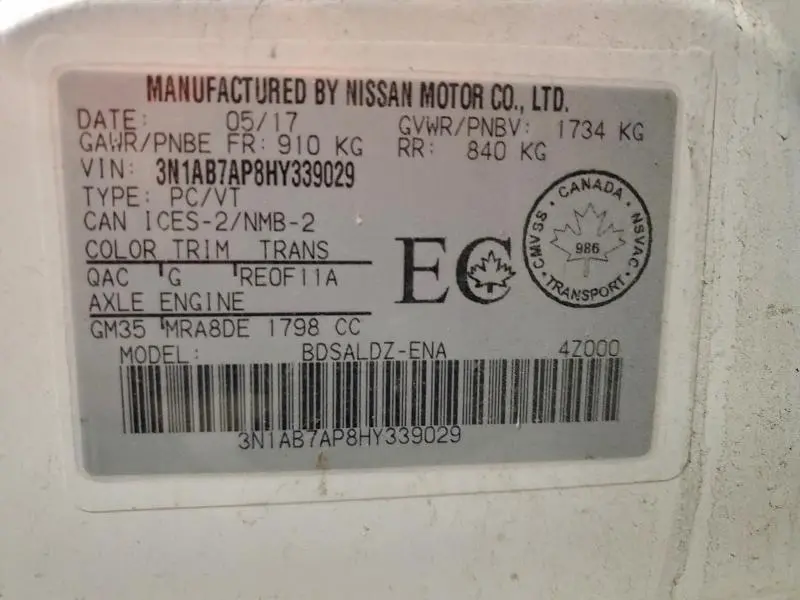 MANUFACTURED BY NISSAN MOTOR CO., LTD.
DATE: 05/17 GVWR/PNBV: 1734 KG
GAWR/PNBE FR: 910 KG RR: 840 KG
VIN: 3N1AB7AP8HY339029
TYPE: PC/VT
CAN ICES-2/NMB-2
COLOR TRIM TRANS
QAC G RE0F11A
AXLE ENGINE
GM35 MRA8DE 1798 CC
EC
CANADA
CMVSS
NSVAC
986
TRANSPORT
MODEL: BDSALDZ-ENA 4Z000
3N1AB7AP8HY339029